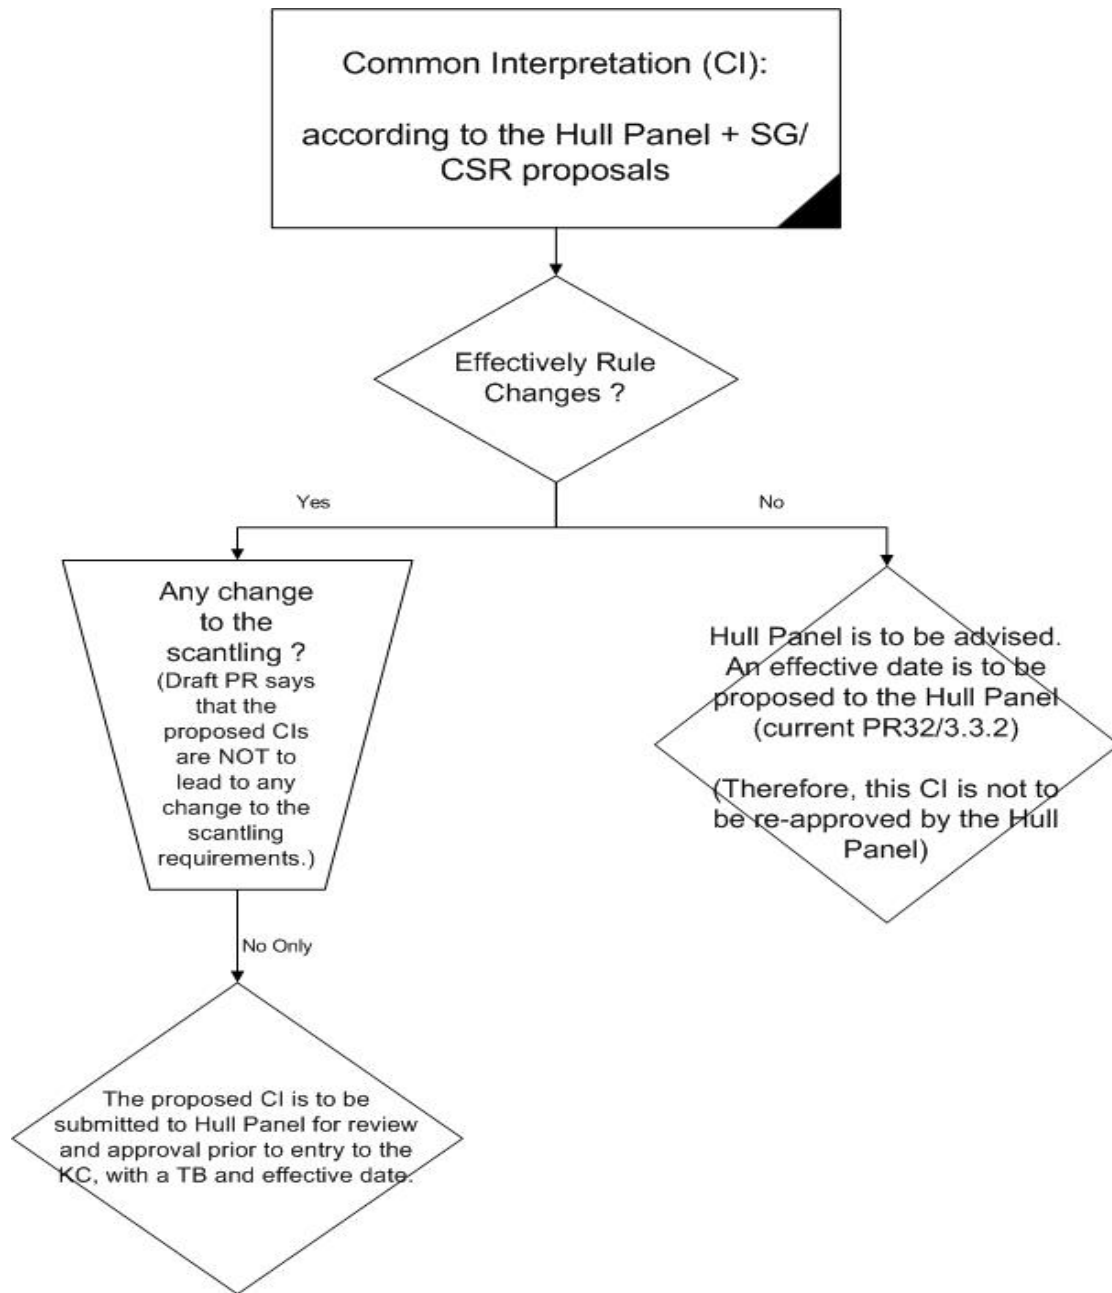 Common Interpretation (CI):
according to the Hull Panel + SG/
CSR proposals
Effectively Rule
Changes ?
Yes
No
Any change
to the
scantling ?
(Draft PR says
that the
proposed CIs
are NOT to
lead to any
change to the
scantling
requirements.)
Hull Panel is to be advised.
An effective date is to be
proposed to the Hull Panel
(current PR32/3.3.2)
(Therefore, this CI is not to
be re-approved by the Hull
Panel)
No Only
The proposed CI is to be
submitted to Hull Panel for review
and approval prior to entry to the
KC, with a TB and effective date.